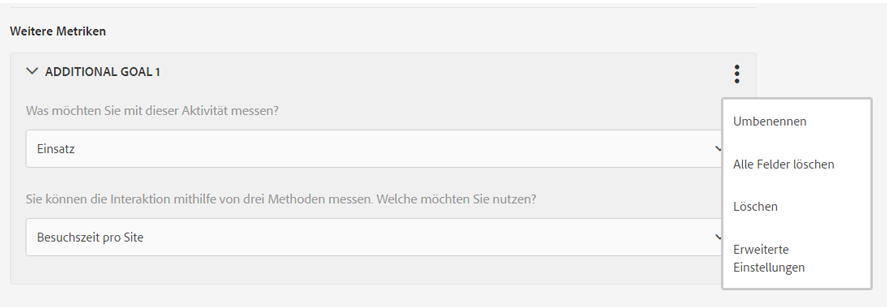 Weitere Metriken
ADDITIONAL GOAL 1
Was möchten Sie mit dieser Aktivität messen?
Einsatz
Sie können die Interaktion mithilfe von drei Methoden messen. Welche möchten Sie nutzen?
Besuchszeit pro Site
Umbenennen
Alle Felder löschen
Löschen
Erweiterte
Einstellungen